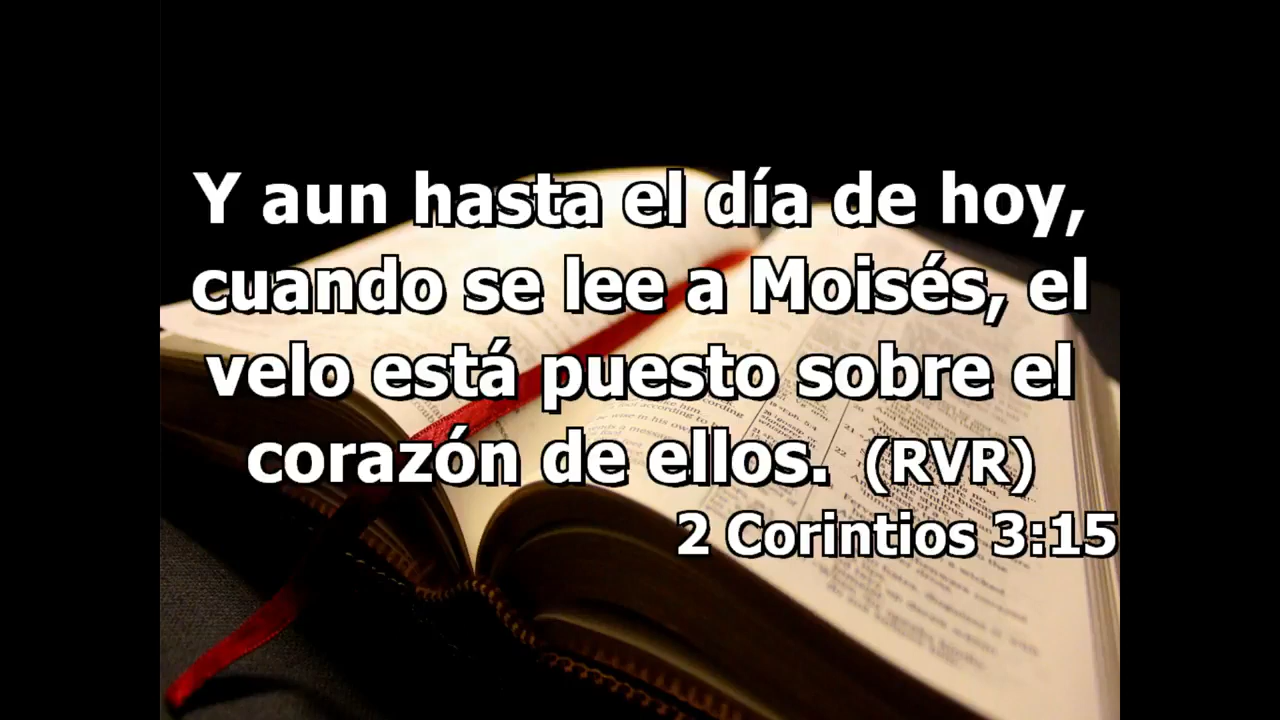 Y aun hasta el día de hoy,
cuando se lee a Moisés, el
velo está puesto sobre el
corazón de ellos. (RVR)
2 Corintios 3:15